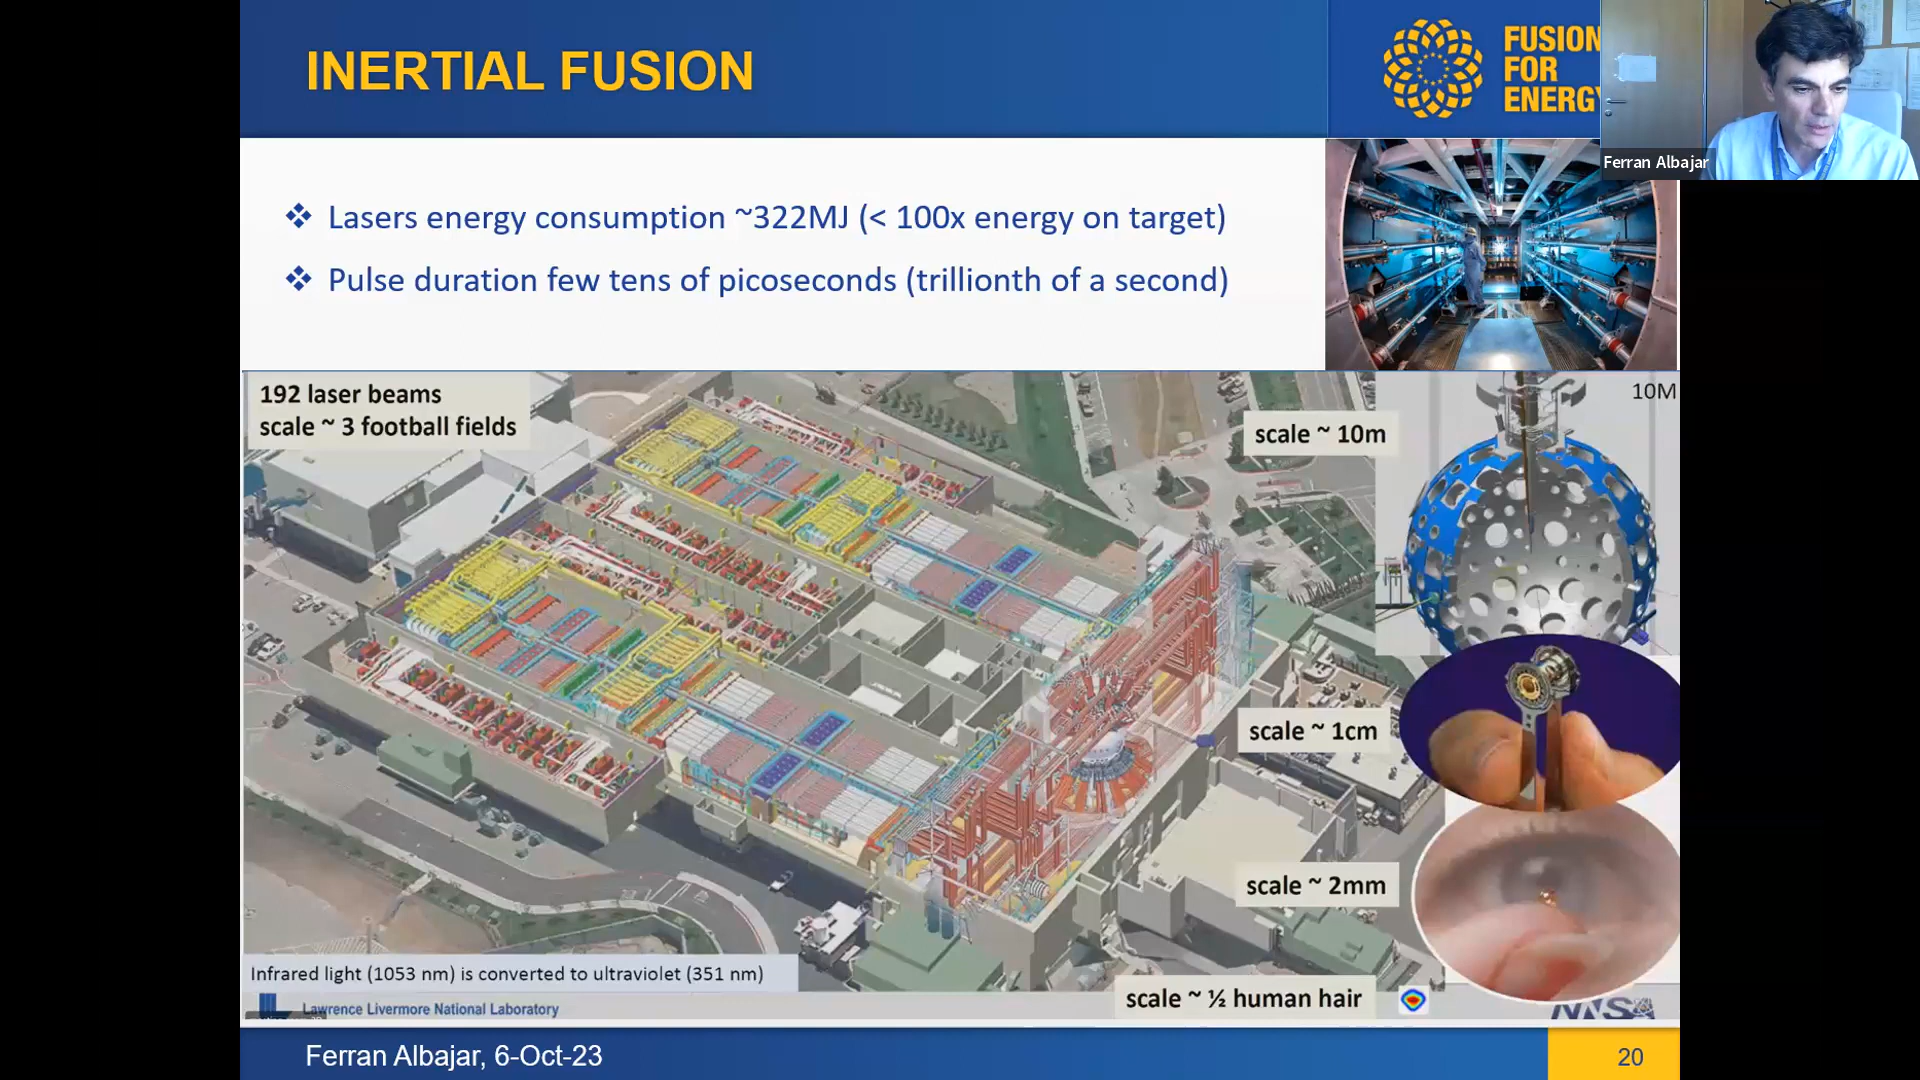 INERTIAL FUSION
FUSION
FOR
ENERGY
Ferran Albajar
❖ Lasers energy consumption ~322MJ (< 100x energy on target)
❖ Pulse duration few tens of picoseconds (trillionth of a second)
192 laser beams
scale ~ 3 football fields
10M
scale ~ 10m
scale ~ 1cm
scale ~ 2mm
Infrared light (1053 nm) is converted to ultraviolet (351 nm)
scale ~ ½ human hair
Lawrence Livermore National Laboratory
Ferran Albajar, 6-Oct-23
20